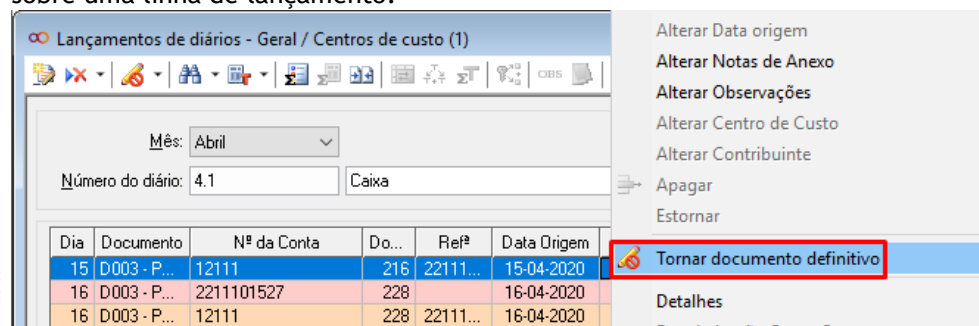 sobre uma linha de lançamento.
Lançamentos de diários - Geral / Centros de custo (1)
OBS
Mês: Abril
Número do diário: 4.1 Caixa
Dia Documento Nº da Conta Do... Refª Data Origem
15 D003 - P... 12111 216 22111... 15-04-2020
16 D003 - P... 2211101527 228 16-04-2020
16 D003 - P... 12111 228 22111... 16-04-2020
Alterar Data origem
Alterar Notas de Anexo
Alterar Observações
Alterar Centro de Custo
Alterar Contribuinte
Apagar
Estornar
Tornar documento definitivo
Detalhes